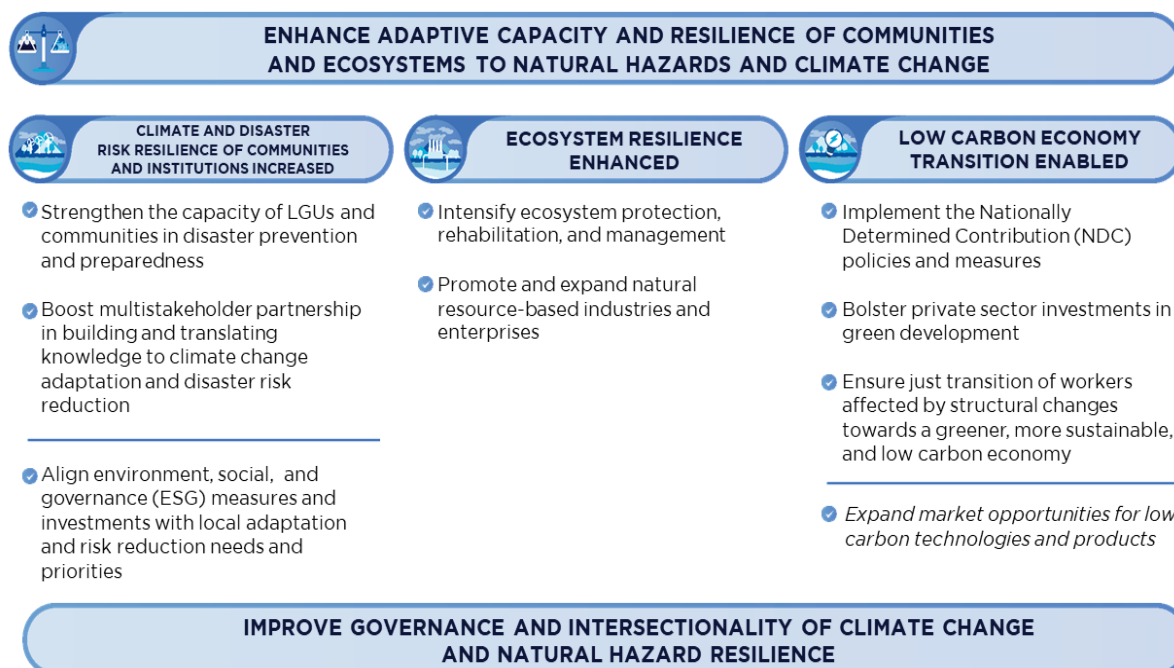 ENHANCE ADAPTIVE CAPACITY AND RESILIENCE OF COMMUNITIES
AND ECOSYSTEMS TO NATURAL HAZARDS AND CLIMATE CHANGE
CLIMATE AND DISASTER
RISK RESILIENCE OF COMMUNITIES
AND INSTITUTIONS INCREASED
Strengthen the capacity of LGUs and
communities in disaster prevention
and preparedness
Boost multistakeholder partnership
in building and translating
knowledge to climate change
adaptation and disaster risk
reduction
Align environment, social, and
governance (ESG) measures and
investments with local adaptation
and risk reduction needs and
priorities
ECOSYSTEM RESILIENCE
ENHANCED
Intensify ecosystem protection,
rehabilitation, and management
Promote and expand natural
resource-based industries and
enterprises
LOW CARBON ECONOMY
TRANSITION ENABLED
Implement the Nationally
Determined Contribution (NDC)
policies and measures
Bolster private sector investments in
green development
Ensure just transition of workers
affected by structural changes
towards a greener, more sustainable,
and low carbon economy
Expand market opportunities for low
carbon technologies and products
IMPROVE GOVERNANCE AND INTERSECTIONALITY OF CLIMATE CHANGE
AND NATURAL HAZARD RESILIENCE